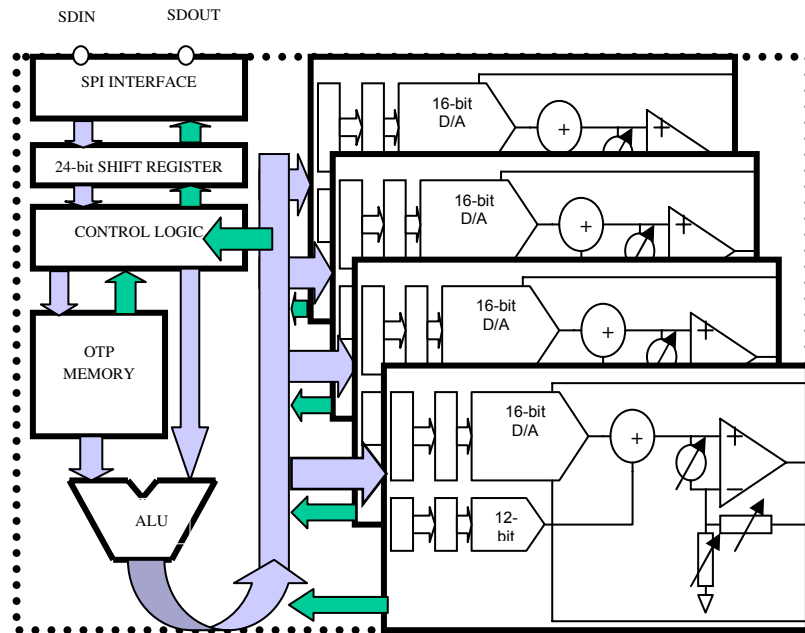 SDIN
SDOUT
SPI INTERFACE
24-bit SHIFT REGISTER
CONTROL LOGIC
OTP
MEMORY
ALU
16-bit
D/A
+
+
16-bit
D/A
+
+
16-bit
D/A
+
+
16-bit
D/A
+
+
−
12-
bit